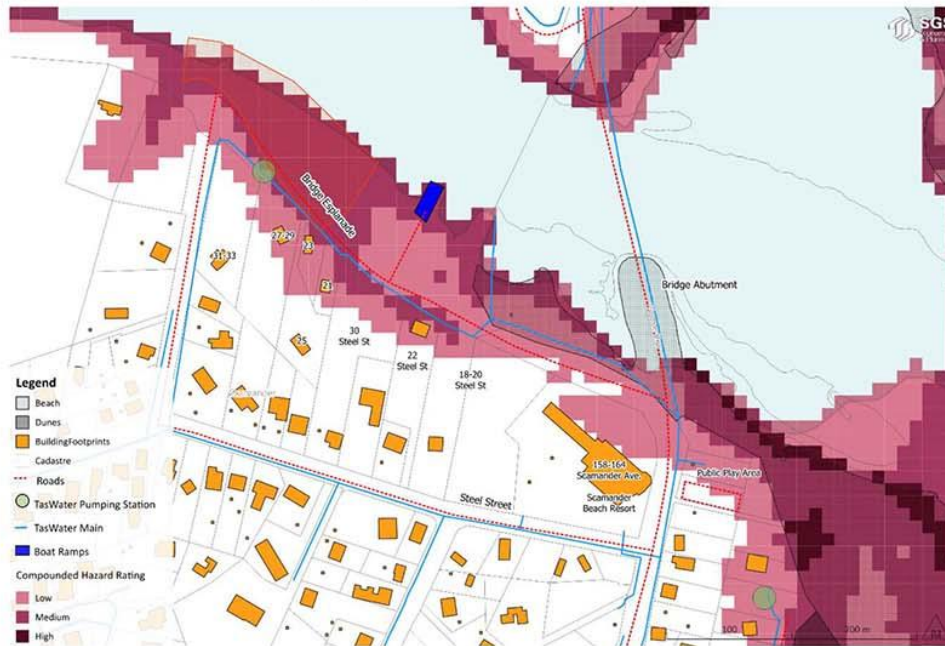 SGS
Bridge Esplanade
27-29
23
31-33
21
25
30
Steel St
22
Steel St
18-20
Steel St
Bridge Abutment
158-164
Scamander Ave.
Scamander
Beach Resort
Public Play Area
Steel Street
Legend
Beach
Dunes
BuildingFootprints
Cadastre
Roads
TasWater Pumping Station
TasWater Main
Boat Ramps
Compounded Hazard Rating
Low
Medium
High
100
200 m